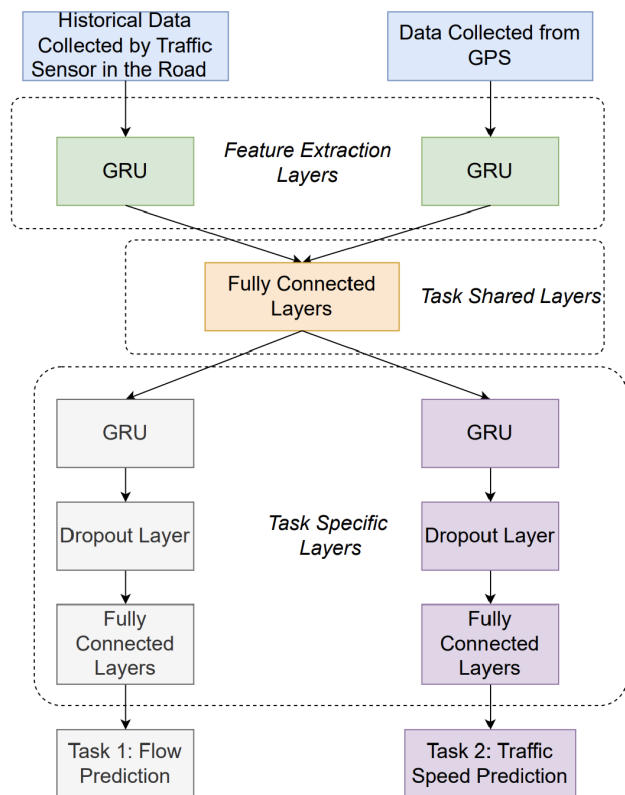 Historical Data
Collected by Traffic
Sensor in the Road
Data Collected from
GPS
GRU
Feature Extraction
Layers
GRU
Fully Connected
Layers
Task Shared Layers
GRU
GRU
Dropout Layer
Task Specific
Layers
Dropout Layer
Fully
Connected
Layers
Fully
Connected
Layers
Task 1: Flow
Prediction
Task 2: Traffic
Speed Prediction